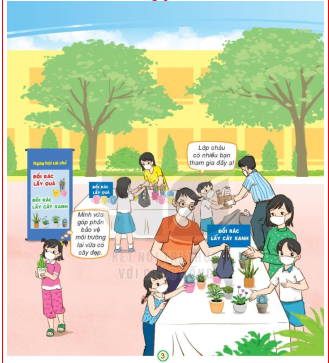 Lớp cháu
có nhiều bạn
tham gia đấy ạ!
Ngày hội tái chế
ĐỔI RÁC
LẤY QUÀ
ĐỔI RÁC
LẤY CÂY XANH
ĐỔI RÁC
LẤY QUÀ
Mình vừa
góp phần
bảo vệ
môi trường
lại vừa có
cây đẹp.
ĐỔI RÁC
LẤY CÂY XANH
3